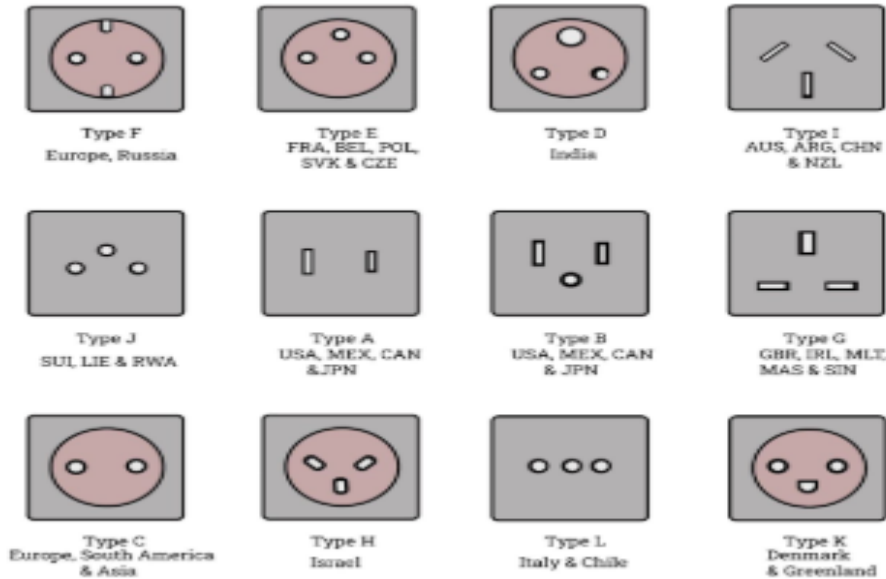 Type F
Europe, Russia
Type E
FRA, BEL, POL,
SVK & CZE
Type D
India
Type I
AUS, ARG, CHN
& NZL
Type J
SUI, LIE & RWA
Type A
USA, MEX, CAN
&JPN
Type B
USA, MEX, CAN
& JPN
Type G
GBR, IRL, MLT,
MAS & SIN
Type C
Europe, South America
& Asia
Type H
Israel
Type L
Italy & Chile
Type K
Denmark
& Greenland